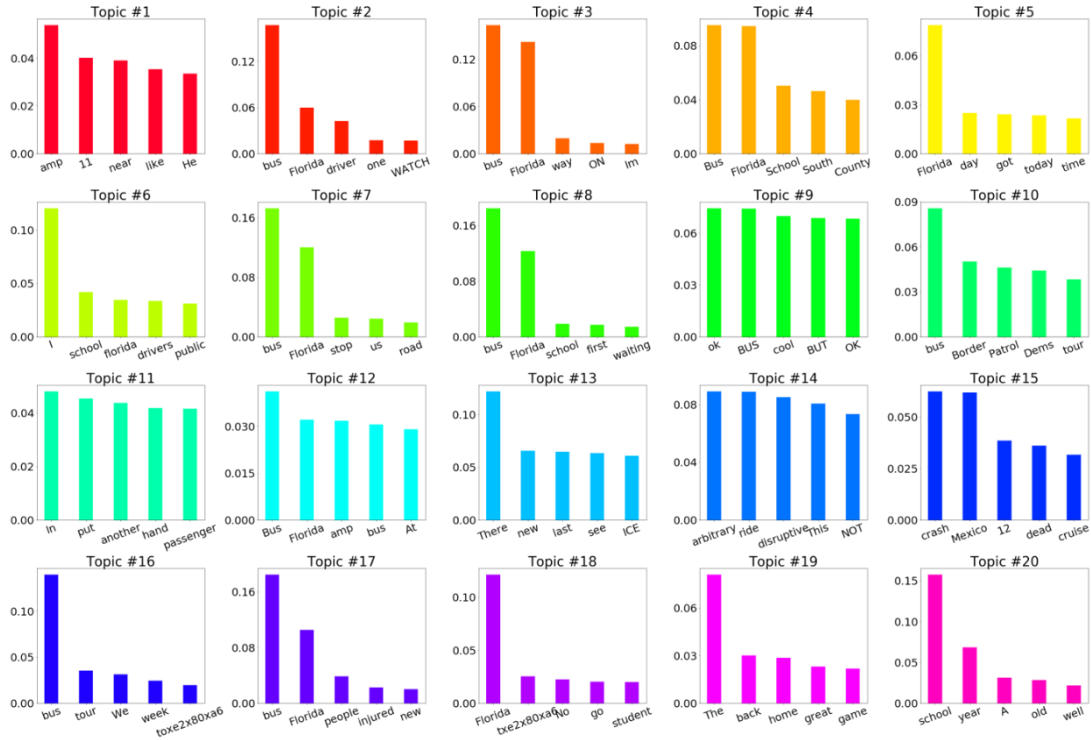 Topic #1 Topic #2 Topic #3 Topic #4 Topic #5
0.04 0.12 0.12 0.08 0.06
0.02 0.06 0.06 0.04 0.03
0.00 0.00 0.00 0.00 0.00
amp 11 near like He bus Florida driver one WATCH bus Florida way ON Im Bus Florida School South County Florida day got today time
Topic #6 Topic #7 Topic #8 Topic #9 Topic #10
0.10 0.16 0.15 0.06 0.09
0.05 0.08 0.10 0.03 0.06
0.00 0.00 0.05 0.00 0.03
0.00 0.00
I school florida drivers public bus Florida stop us road bus Florida school first waiting ok BUS cool BUT OK bus Border Patrol Dems tour
Topic #11 Topic #12 Topic #13 Topic #14 Topic #15
0.04 0.030 0.10 0.08 0.050
0.02 0.015 0.05 0.04 0.025
0.00 0.000 0.00 0.00 0.000
In put another hand passenger Bus Florida amp bus At There new last see ICE arbitrary ride disruptive This NOT crash Mexico 12 dead cruise
Topic #16 Topic #17 Topic #18 Topic #19 Topic #20
0.10 0.16 0.10 0.06 0.15
0.05 0.08 0.05 0.03 0.10
0.00 0.00 0.00 0.00 0.05
0.00
bus tour We week toxe2x80xa6 bus Florida people injured new Florida txe2x80xa6 No go student The back home great game school year A old well